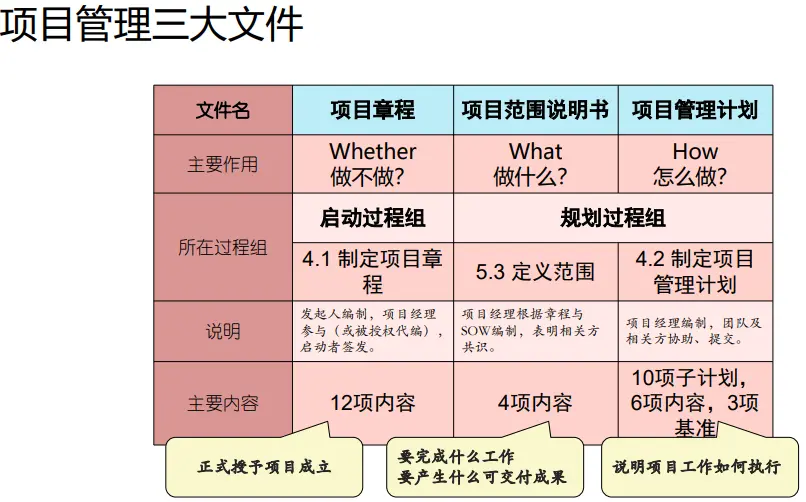 项目管理三大文件
文件名 项目章程 项目范围说明书 项目管理计划
主要作用
Whether
做不做?
What
做什么?
How
怎么做?
所在过程组
启动过程组
规划过程组
4.1 制定项目章
程
5.3 定义范围
4.2 制定项目
管理计划
说明
发起人编制，项目经理
参与（或被授权代编），
启动者签发。
项目经理根据章程与
SOW编制，表明相关方
共识。
项目经理编制，团队及
相关方协助、提交。
主要内容
12项内容
4项内容
10项子计划，
6项内容，3项
基准
正式授予项目成立
要完成什么工作
要产生什么可交付成果
说明项目工作如何执行